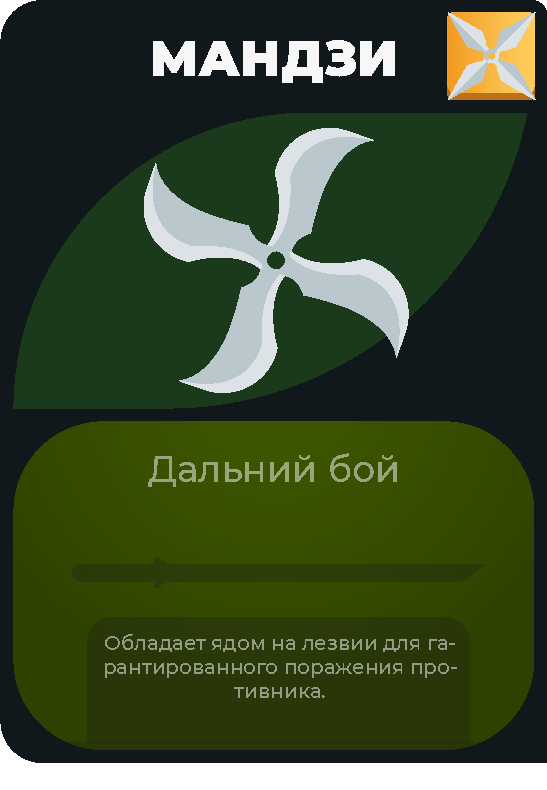 МАНДЗИ
Дальний бой
Обладает ядом на лезвии для га-
рантированного поражения про-
тивника.